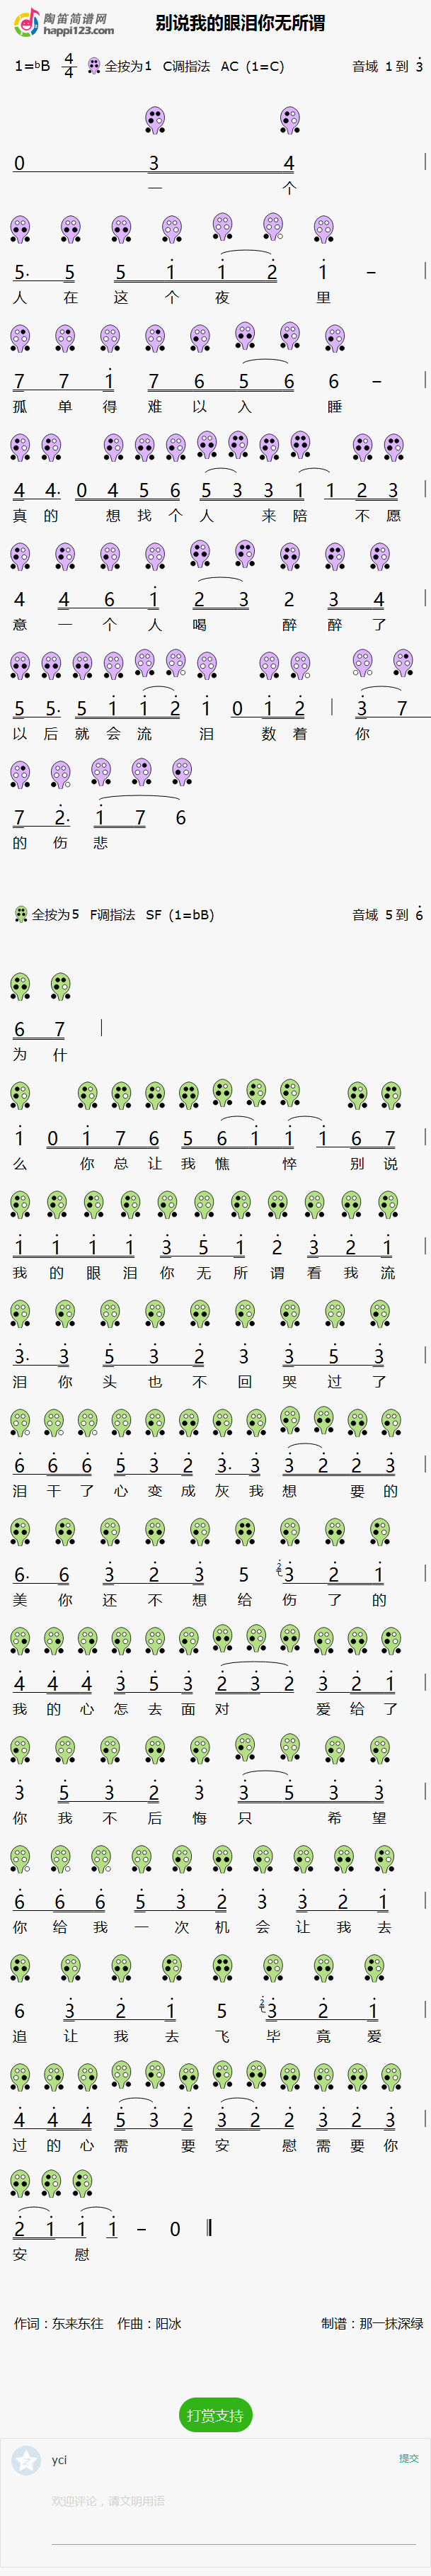 陶笛简谱网
happi123.com
别说我的眼泪你无所谓
1=bB 4/4 全按为1 C调指法 AC (1=C) 音域 1 到 3
0 3 4
一 个
5. 5 5 1 1 2 1 –
人 在 这 个 夜 里
7 7 1 7 6 5 6 6 –
孤 单 得 难 以 入 睡
4 4. 0 4 5 6 5 3 3 1 1 2 3
真 的 想 找 个 人 来 陪 不 愿
4 4 6 1 2 3 2 3 4
意 一 个 人 喝 醉 醉 了
5 5. 5 1 1 2 1 0 1 2 3 7
以 后 就 会 流 泪 数 着 你
7 2. 1 7 6
的 伤 悲
全按为5 F调指法 SF (1=bB) 音域 5 到 6
6 7
为 什
1 0 1 7 6 5 6 1 1 1 6 7
么 你 总 让 我 憔 悴 别 说
1 1 1 1 3 5 1 2 3 2 1
我 的 眼 泪 你 无 所 谓 看 我 流
3. 3 5 3 2 3 3 5 3
泪 你 头 也 不 回 哭 过 了
6 6 6 5 3 2 3. 3 3 2 2 3
泪 干 了 心 变 成 灰 我 想 要 的
6. 6 3 2 3 5 2 3 2 1
美 你 还 不 想 给 伤 了 的
4 4 4 3 5 3 2 3 2 3 2 1
我 的 心 怎 去 面 对 爱 给 了
3 5 3 2 3 3 5 3 3
你 我 不 后 悔 只 希 望
6 6 6 5 3 2 3 3 2 1
你 给 我 一 次 机 会 让 我 去
6 3 2 1 5 2 3 2 1
追 让 我 去 飞 毕 竟 爱
4 4 4 5 3 2 3 2 2 3 2 3
过 的 心 需 要 安 慰 需 要 你
2 1 1 1 – 0
安 慰
作词：东来东往 作曲：阳冰 制谱：那一抹深绿
打赏支持
yci 提交
欢迎评论，请文明用语